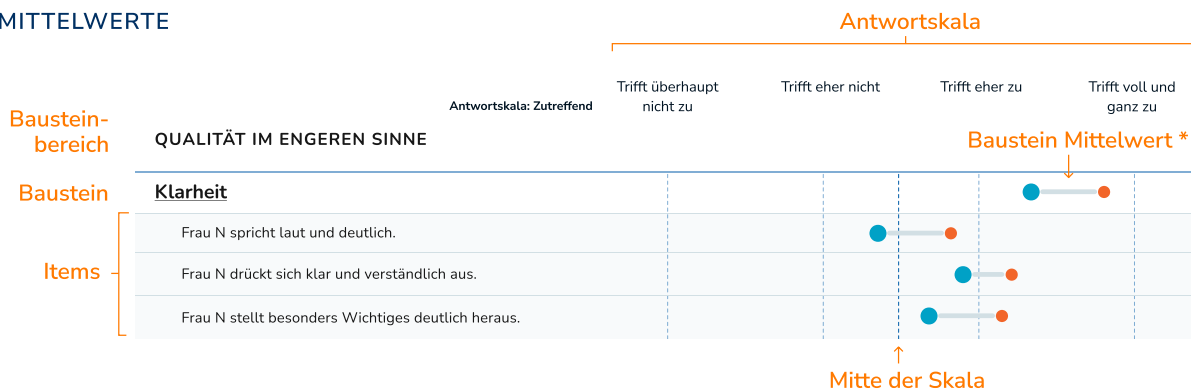 MITTELWERTE
Antwortskala
Trifft überhaupt
nicht zu
Trifft eher nicht
Trifft eher zu
Trifft voll und
ganz zu
Antwortskala: Zutreffend
Baustein-
bereich
QUALITÄT IM ENGEREN SINNE
Baustein Mittelwert *
Baustein
Klarheit
Items
Frau N spricht laut und deutlich.
Frau N drückt sich klar und verständlich aus.
Frau N stellt besonders Wichtiges deutlich heraus.
Mitte der Skala